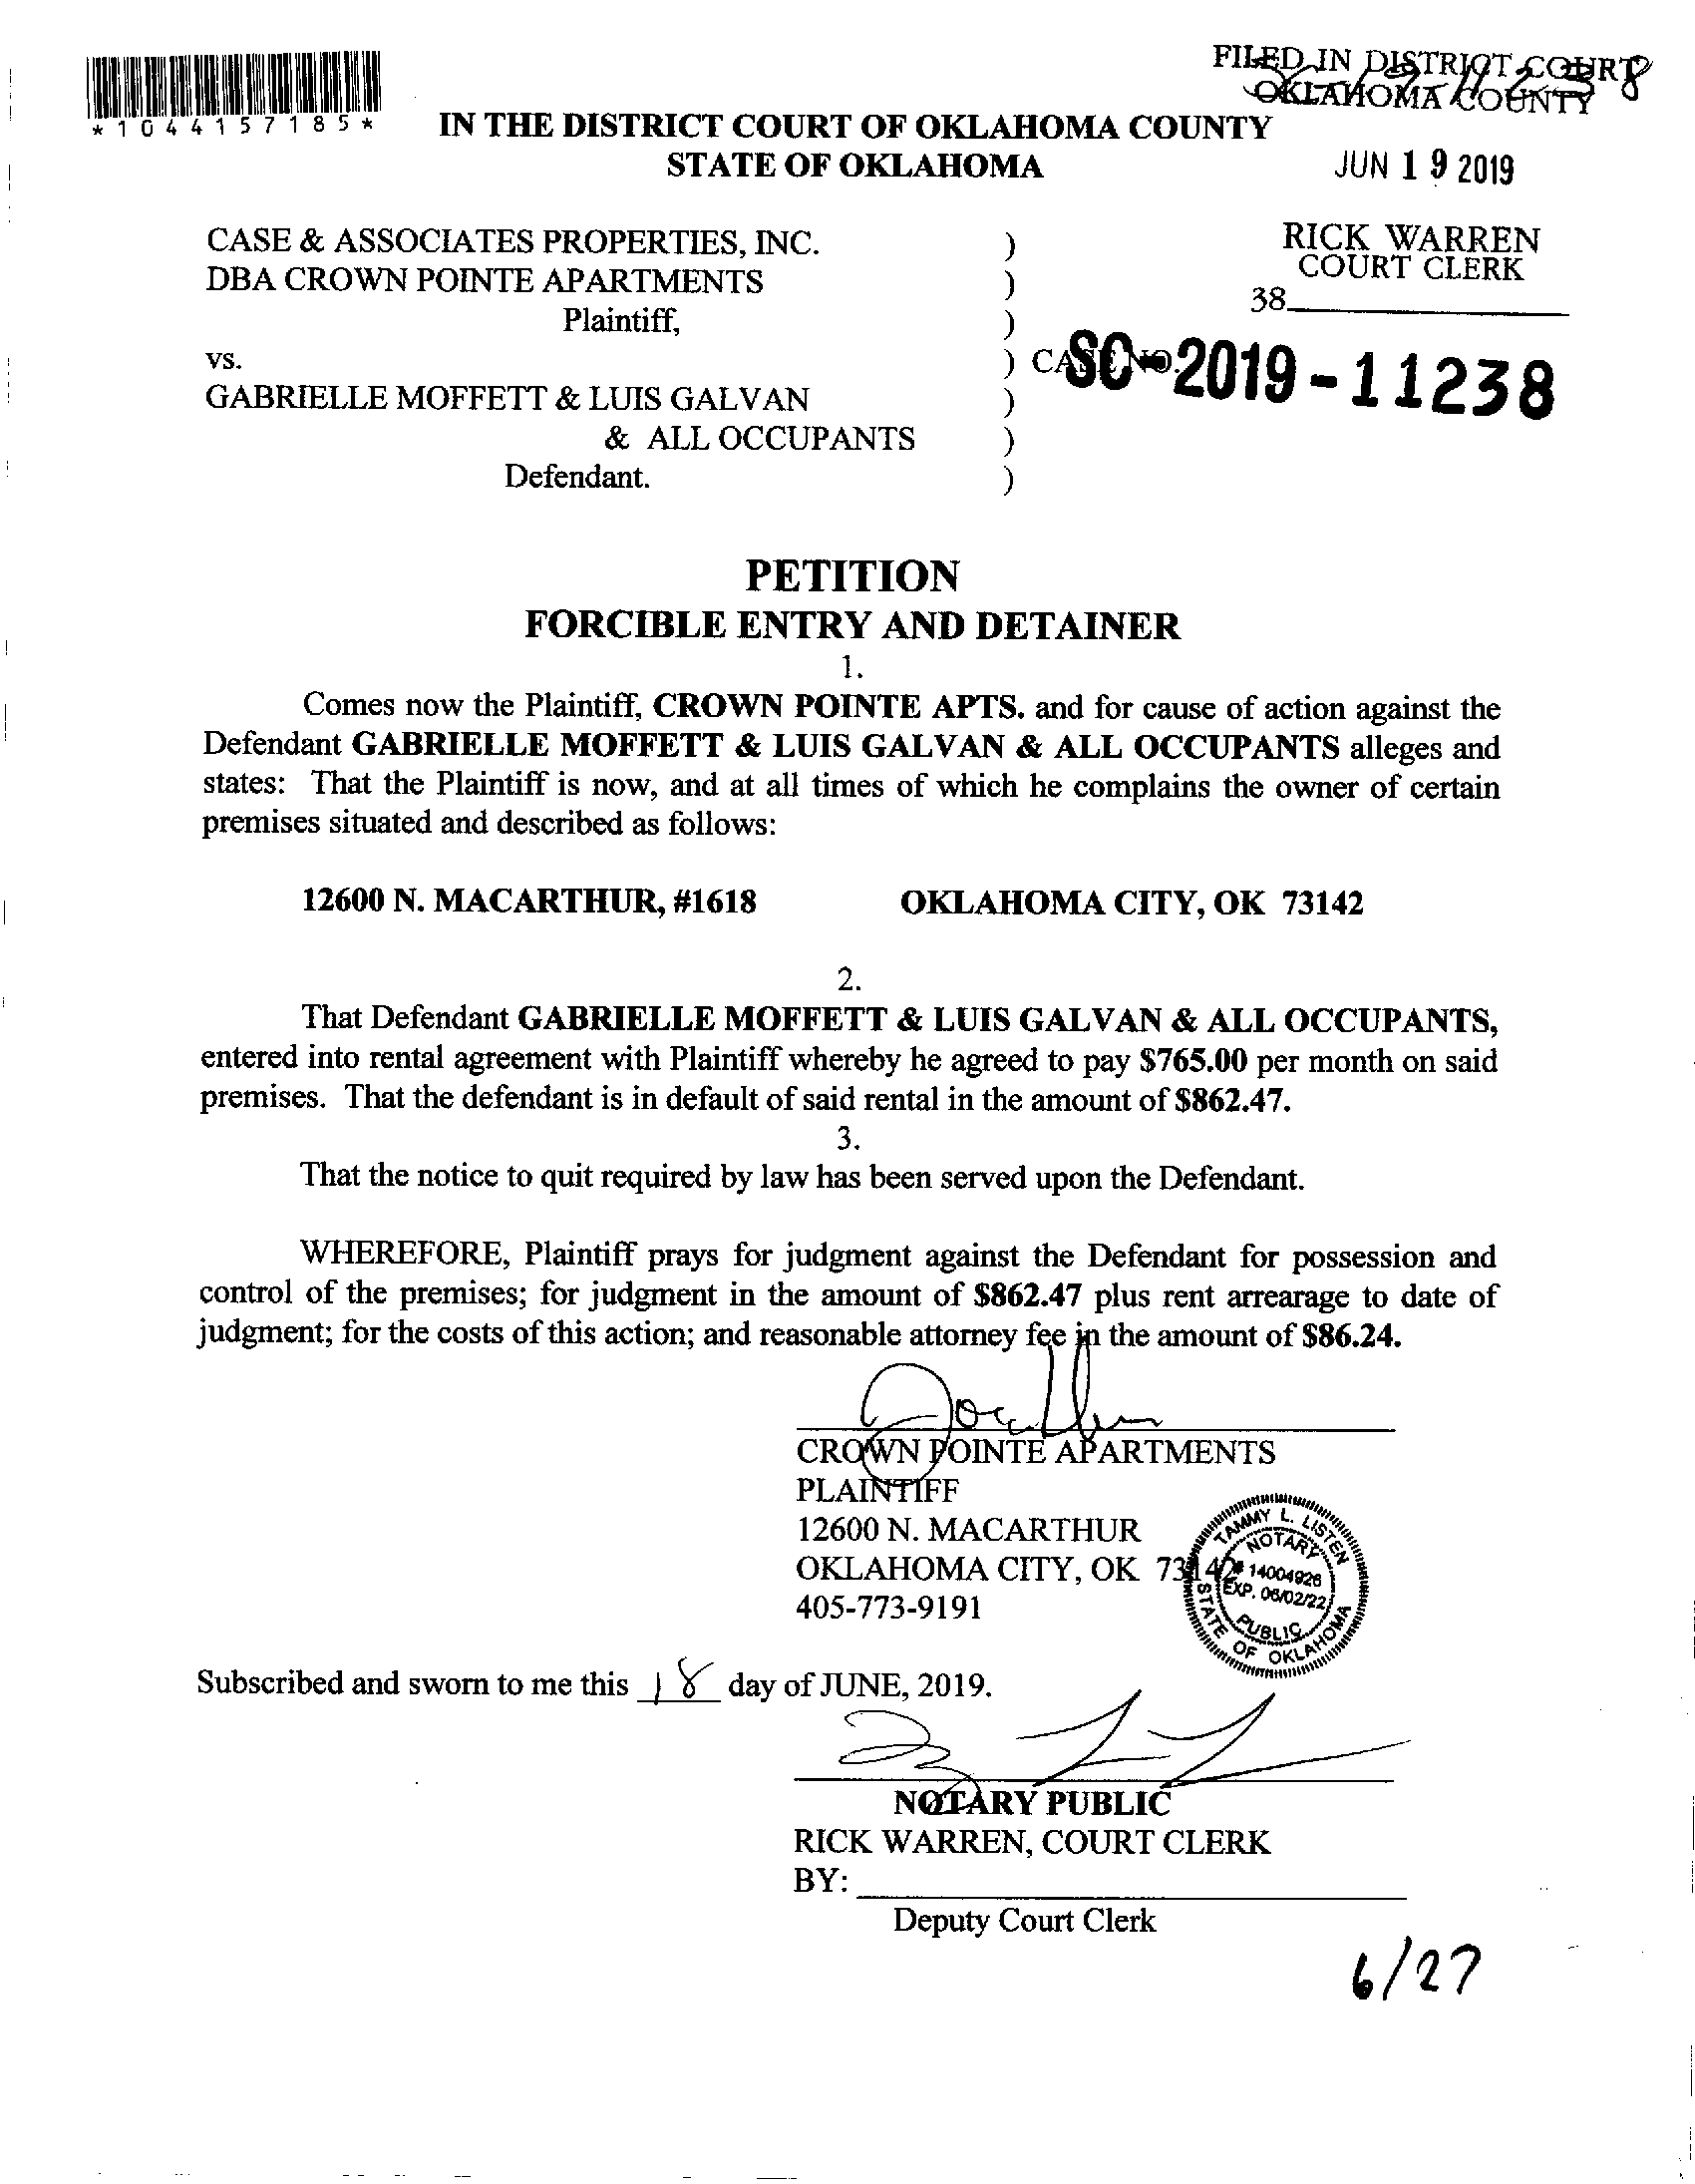 FILED IN DISTRICT COURT
OKLAHOMA COUNTY
*1044157185*
IN THE DISTRICT COURT OF OKLAHOMA COUNTY
STATE OF OKLAHOMA
JUN 19 2019
CASE & ASSOCIATES PROPERTIES, INC. )
RICK WARREN
COURT CLERK
DBA CROWN POINTE APARTMENTS )
38
Plaintiff, )
vs. ) CASE NO.
SC-2019-11238
GABRIELLE MOFFETT & LUIS GALVAN )
& ALL OCCUPANTS )
Defendant. )
PETITION
FORCIBLE ENTRY AND DETAINER
1.
Comes now the Plaintiff, CROWN POINTE APTS. and for cause of action against the
Defendant GABRIELLE MOFFETT & LUIS GALVAN & ALL OCCUPANTS alleges and
states: That the Plaintiff is now, and at all times of which he complains the owner of certain
premises situated and described as follows:
12600 N. MACARTHUR, #1618 OKLAHOMA CITY, OK 73142
2.
That Defendant GABRIELLE MOFFETT & LUIS GALVAN & ALL OCCUPANTS,
entered into rental agreement with Plaintiff whereby he agreed to pay $765.00 per month on said
premises. That the defendant is in default of said rental in the amount of $862.47.
3.
That the notice to quit required by law has been served upon the Defendant.
WHEREFORE, Plaintiff prays for judgment against the Defendant for possession and
control of the premises; for judgment in the amount of $862.47 plus rent arrearage to date of
judgment; for the costs of this action; and reasonable attorney fee in the amount of $86.24.
CROWN POINTE APARTMENTS
PLAINTIFF
12600 N. MACARTHUR
OKLAHOMA CITY, OK 73142
405-773-9191
TAMMY L. LISTEN
NOTARY
# 14004926
EXP. 06/02/22
PUBLIC
STATE OF OKLAHOMA
Subscribed and sworn to me this 18 day of JUNE, 2019.
NOTARY PUBLIC
RICK WARREN, COURT CLERK
BY:
Deputy Court Clerk
6/27